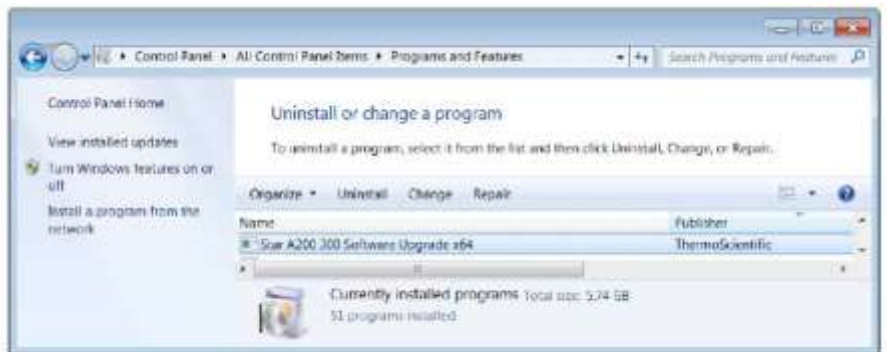 Control Panel ▸ All Control Panel Items ▸ Programs and Features
Search Programs and Features
Control Panel Home
View installed updates
Turn Windows features on or
off
Install a program from the
network
Uninstall or change a program
To uninstall a program, select it from the list and then click Uninstall, Change, or Repair.
Organize Uninstall Change Repair
Name Publisher
Star A200 300 Software Upgrade x64 ThermoScientific
Currently installed programs Total size: 5.74 GB
51 programs installed